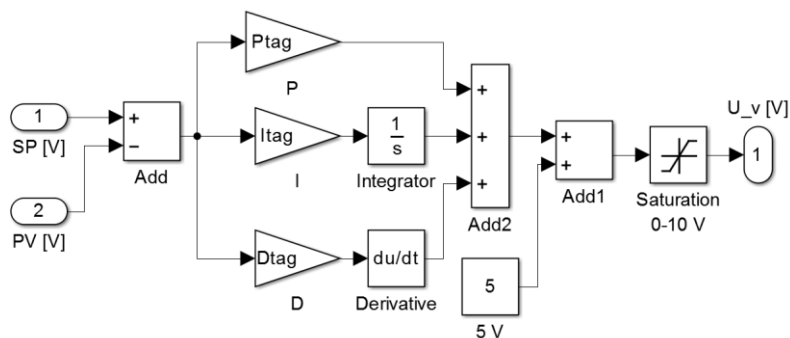 Ptag
P
1
SP [V]
+
−
Add
2
PV [V]
Itag
I
1
s
Integrator
Dtag
D
du/dt
Derivative
+
+
+
Add2
5
5 V
+
+
Add1
Saturation
0-10 V
U_v [V]
1